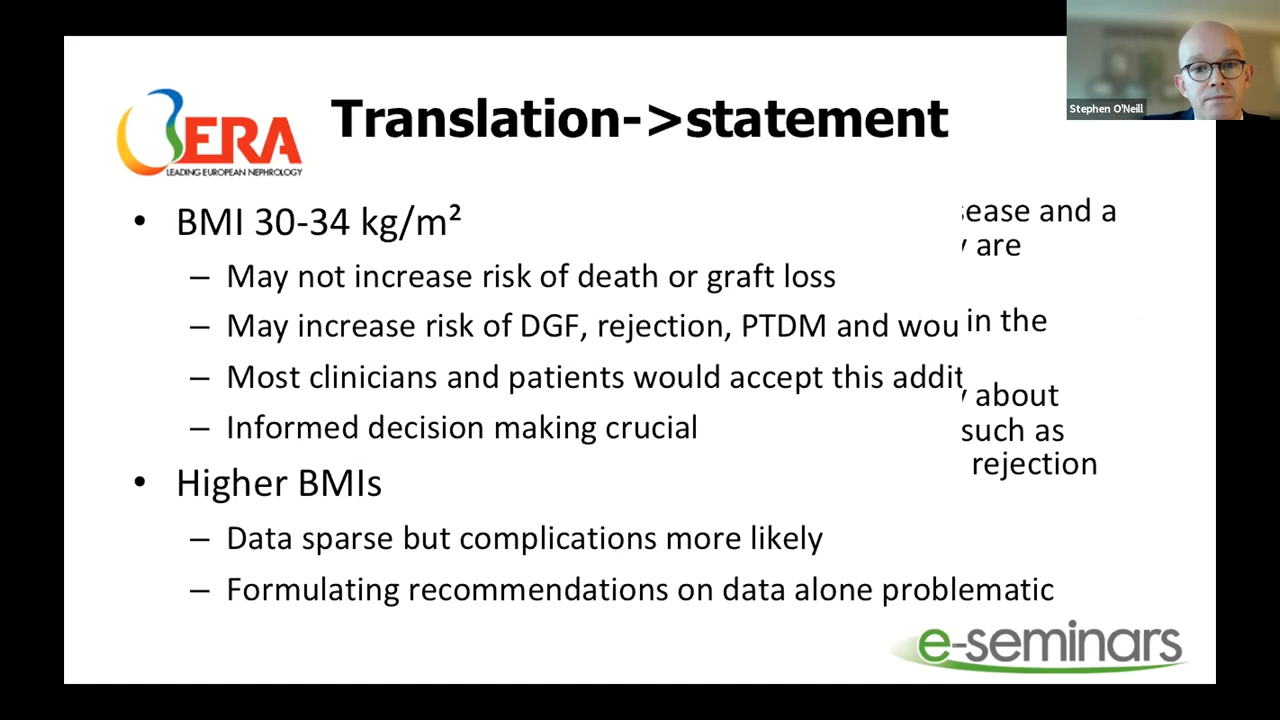 Stephen O'Neill
ERA
LEADING EUROPEAN NEPHROLOGY
Translation->statement
• BMI 30-34 kg/m²
– May not increase risk of death or graft loss
– May increase risk of DGF, rejection, PTDM and wou
– Most clinicians and patients would accept this addit
– Informed decision making crucial
• Higher BMIs
– Data sparse but complications more likely
– Formulating recommendations on data alone problematic
sease and a
are
in the
about
such as
rejection
e-seminars